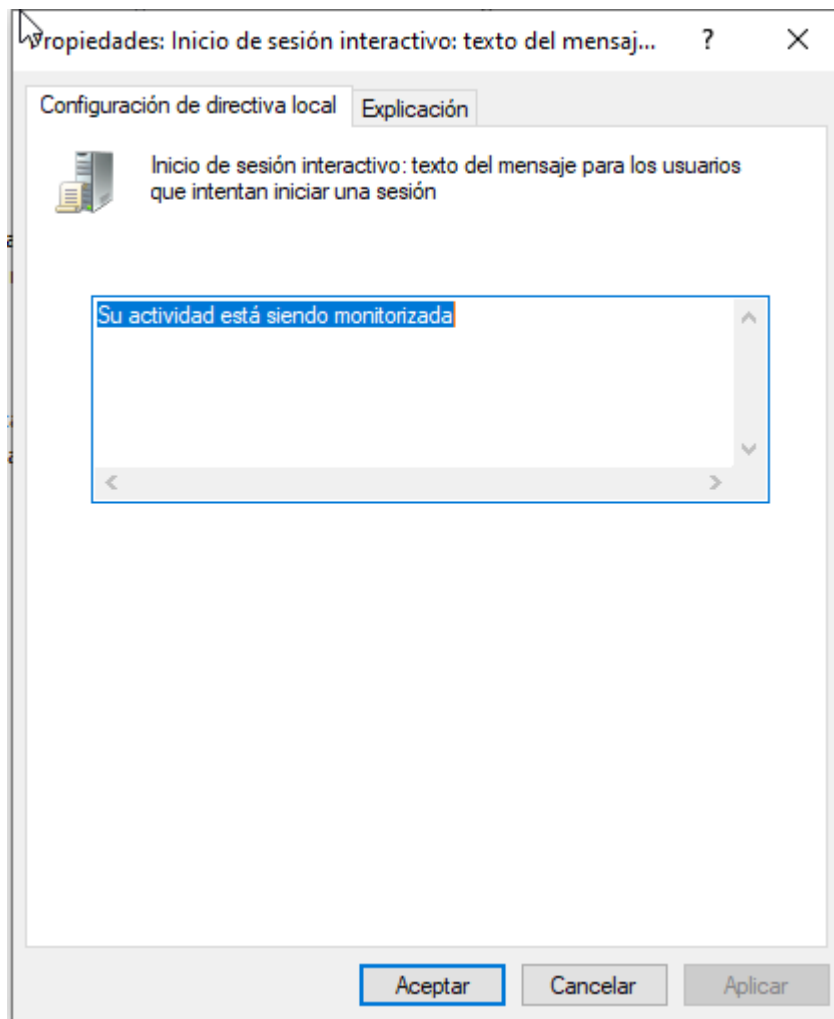 Propiedades: Inicio de sesión interactivo: texto del mensaj... ?
Configuración de directiva local Explicación
Inicio de sesión interactivo: texto del mensaje para los usuarios
que intentan iniciar una sesión
Su actividad está siendo monitorizada
Aceptar Cancelar Aplicar